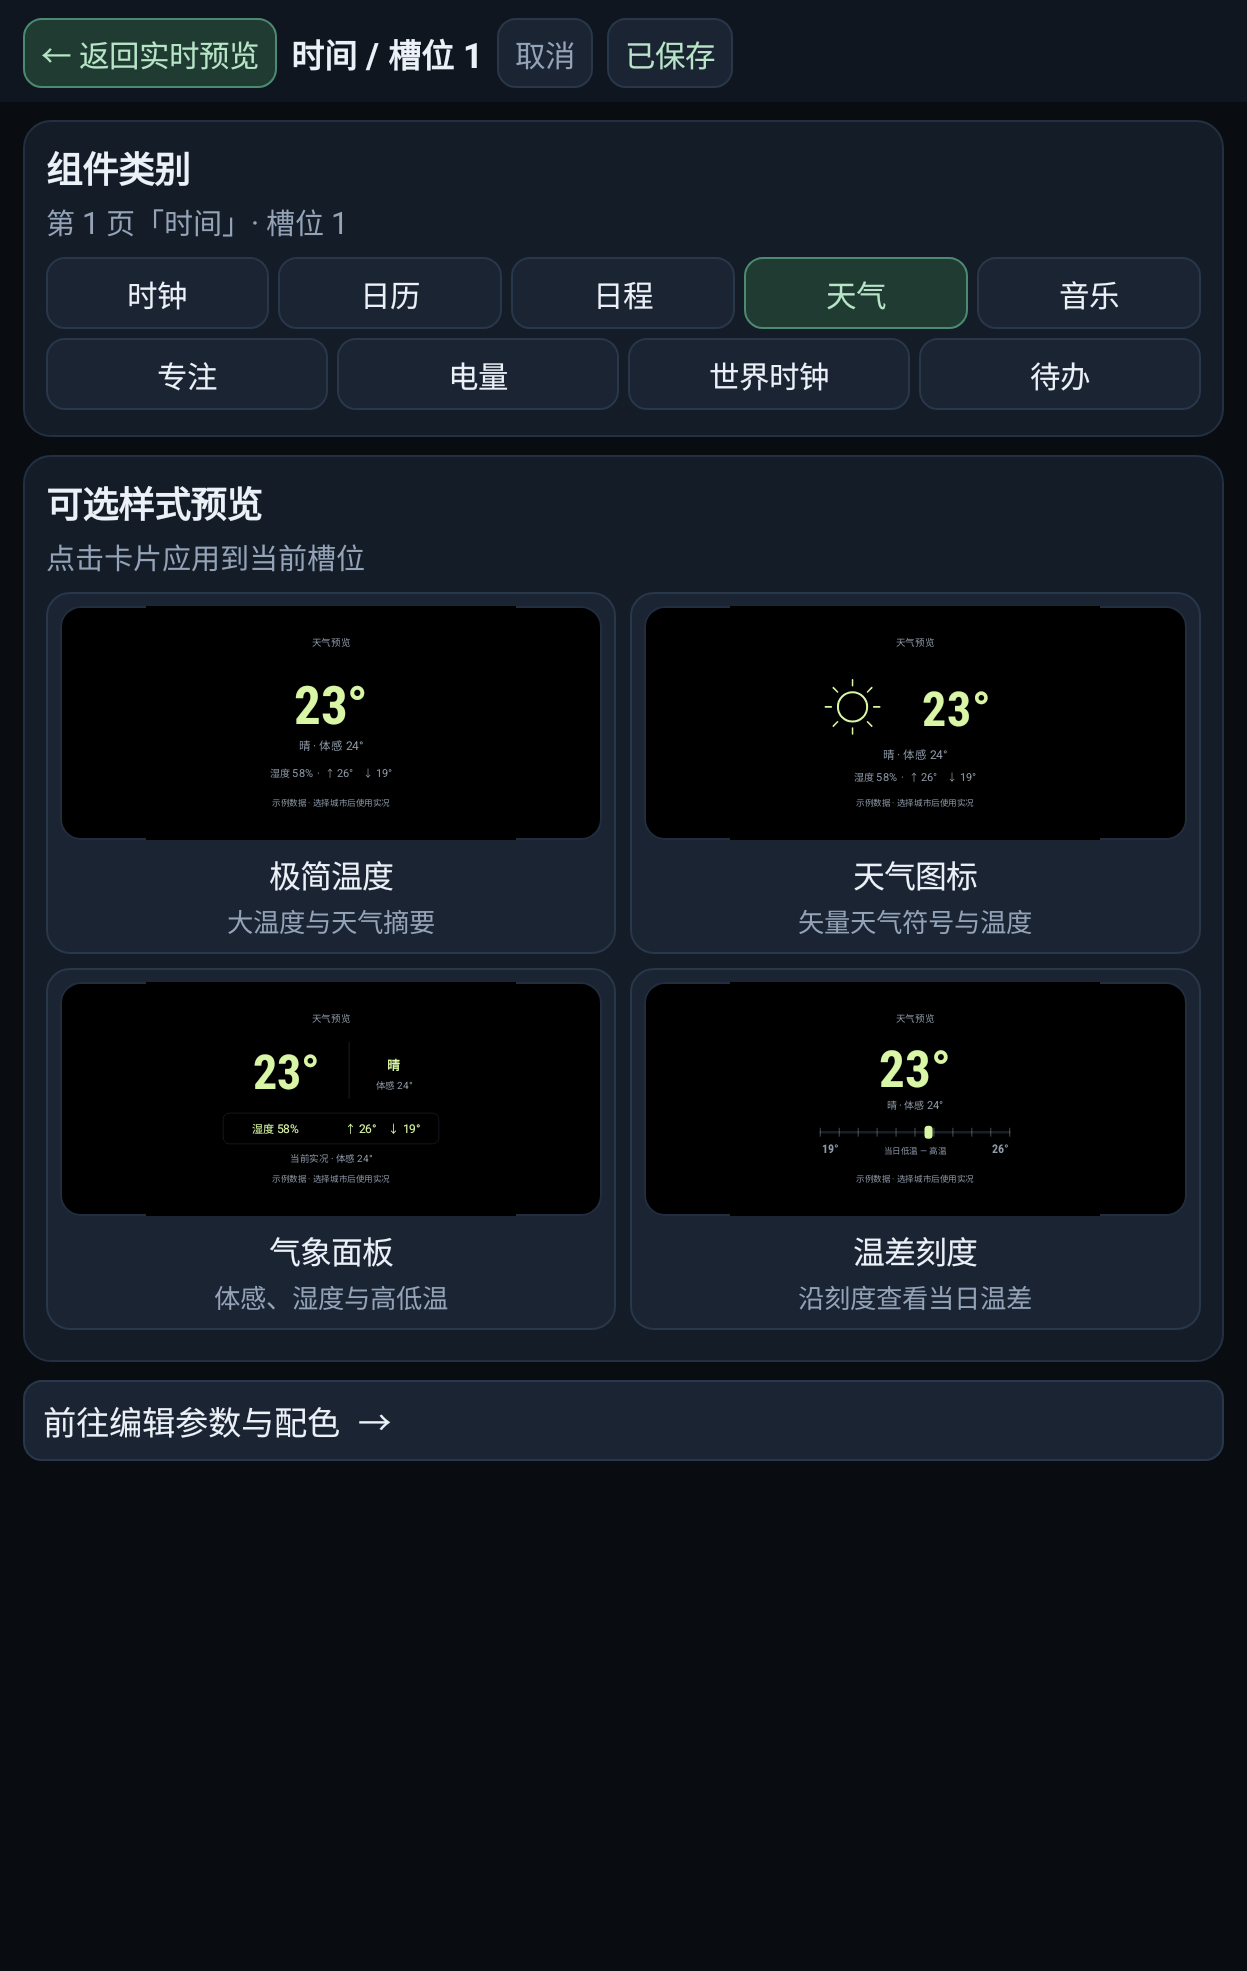 ← 返回实时预览 时间 / 槽位 1 取消 已保存
组件类别
第 1 页「时间」· 槽位 1
时钟 日历 日程 天气 音乐
专注 电量 世界时钟 待办
可选样式预览
点击卡片应用到当前槽位
天气预览
23°
晴 · 体感 24°
湿度 58% · ↑ 26° ↓ 19°
示例数据 · 选择城市后使用实况
极简温度
大温度与天气摘要
天气预览
23°
晴 · 体感 24°
湿度 58% · ↑ 26° ↓ 19°
示例数据 · 选择城市后使用实况
天气图标
矢量天气符号与温度
天气预览
23° 晴
体感 24°
湿度 58% ↑ 26° ↓ 19°
当前实况 · 体感 24°
示例数据 · 选择城市后使用实况
气象面板
体感、湿度与高低温
天气预览
23°
晴 · 体感 24°
19° 当日低温 — 高温 26°
示例数据 · 选择城市后使用实况
温差刻度
沿刻度查看当日温差
前往编辑参数与配色 →